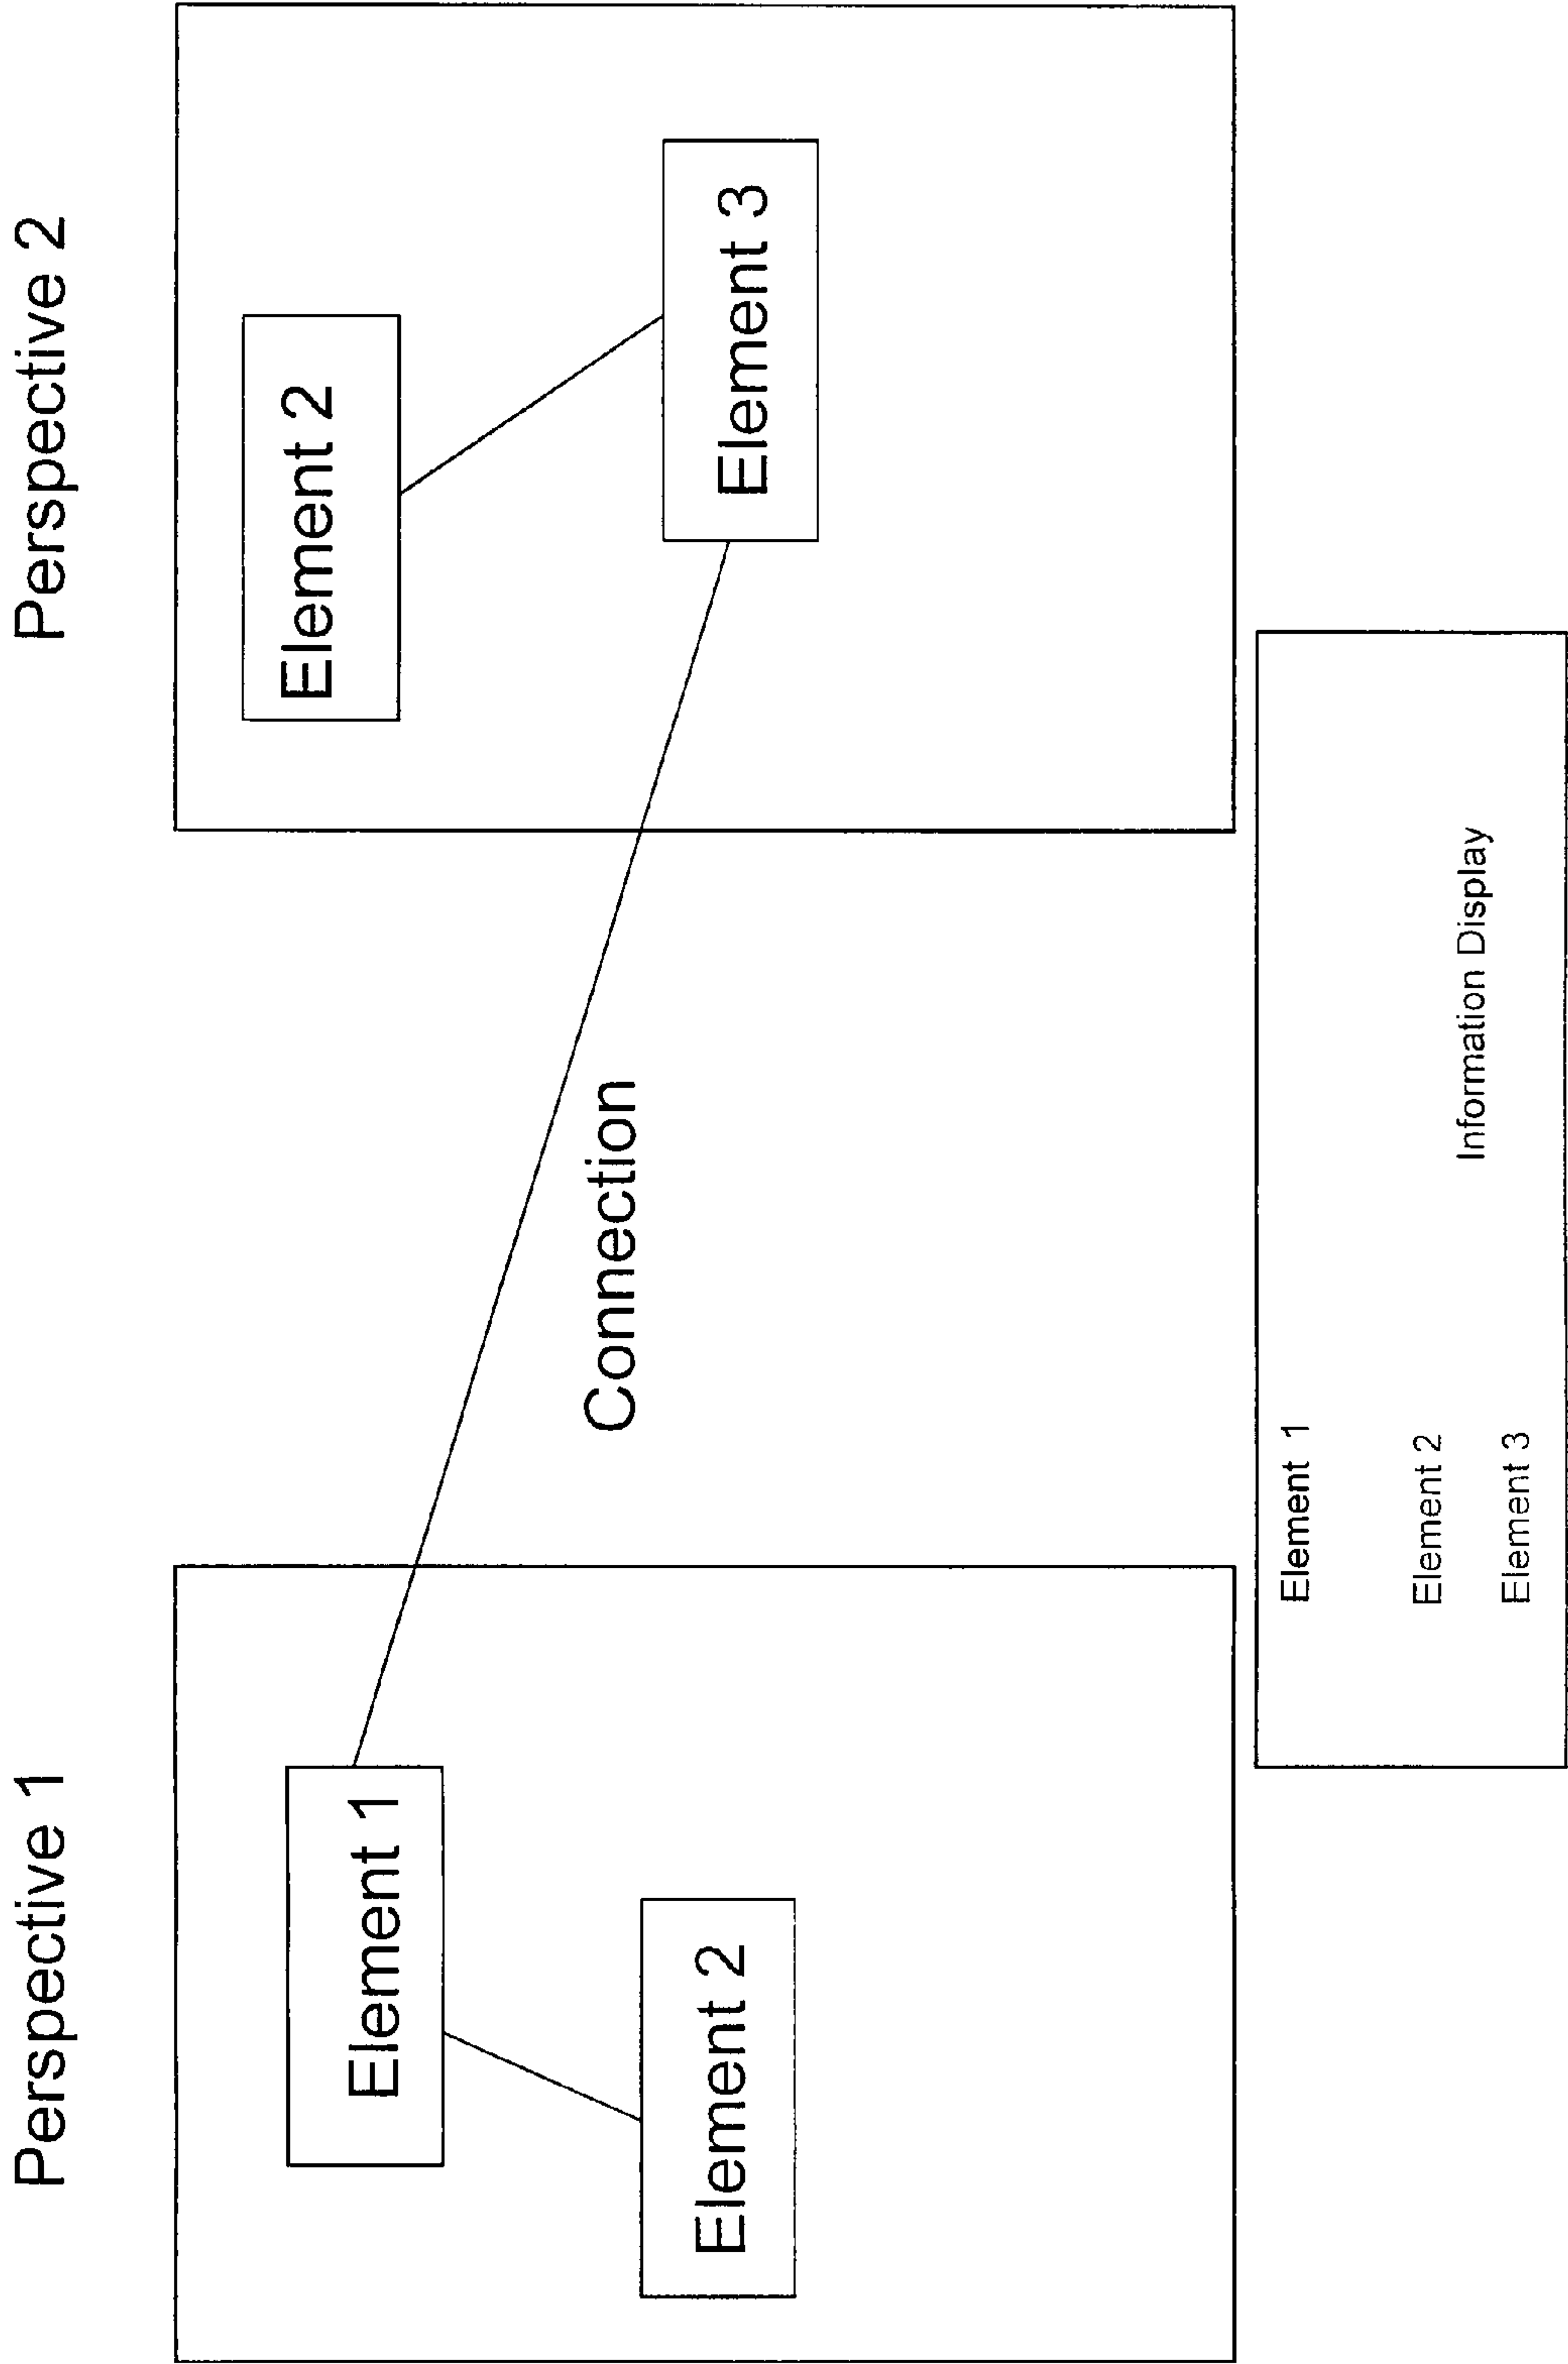 Perspective 1
Perspective 2
Element 1
Element 2
Connection
Element 2
Element 3
Element 1
Element 2
Element 3
Information Display